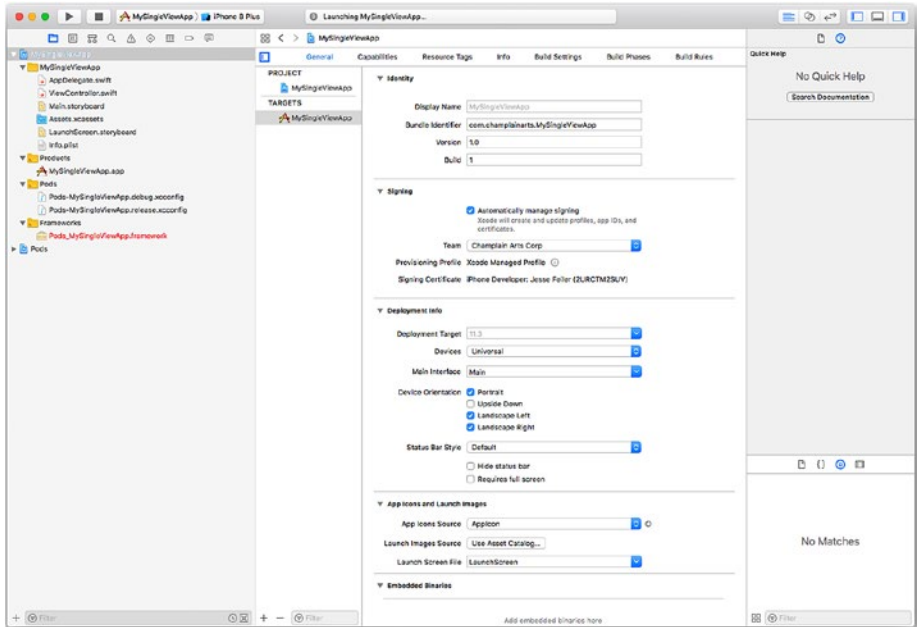 MySingleViewApp iPhone 8 Plus
Launching MySingleViewApp...
MySingleViewApp
MySingleViewApp
MySingleViewApp
AppDelegate.swift
ViewController.swift
Main.storyboard
Assets.xcassets
LaunchScreen.storyboard
Info.plist
Products
MySingleViewApp.app
Pods
Pods-MySingleViewApp.debug.xcconfig
Pods-MySingleViewApp.release.xcconfig
Frameworks
Pods_MySingleViewApp.framework
Pods
Filter
General Capabilities Resource Tags Info Build Settings Build Phases Build Rules
PROJECT
MySingleViewApp
TARGETS
MySingleViewApp
Filter
Identity
Display Name MySingleViewApp
Bundle Identifier com.champlainarts.MySingleViewApp
Version 1.0
Build 1
Signing
Automatically manage signing
Xcode will create and update profiles, app IDs, and
certificates.
Team Champlain Arts Corp
Provisioning Profile Xcode Managed Profile
Signing Certificate iPhone Developer: Jesse Feiler (2URCTM2SUV)
Deployment Info
Deployment Target 11.3
Devices Universal
Main Interface Main
Device Orientation Portrait
Upside Down
Landscape Left
Landscape Right
Status Bar Style Default
Hide status bar
Requires full screen
App Icons and Launch Images
App Icons Source AppIcon
Launch Images Source Use Asset Catalog...
Launch Screen File LaunchScreen
Embedded Binaries
Add embedded binaries here
Quick Help
No Quick Help
Search Documentation
No Matches
Filter